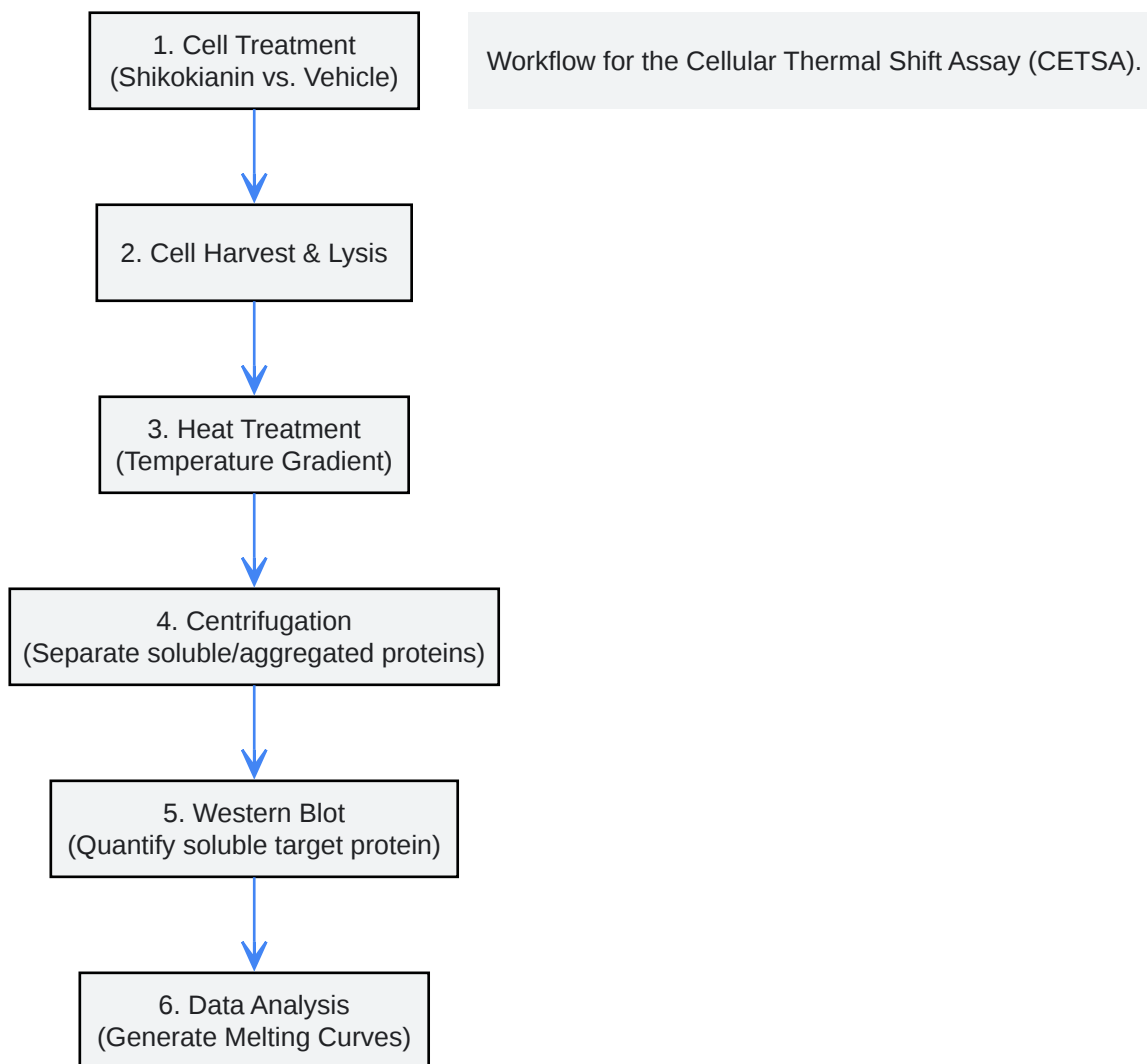 1. Cell Treatment
(Shikokianin vs. Vehicle)
Workflow for the Cellular Thermal Shift Assay (CETSA).
2. Cell Harvest & Lysis
3. Heat Treatment
(Temperature Gradient)
4. Centrifugation
(Separate soluble/aggregated proteins)
5. Western Blot
(Quantify soluble target protein)
6. Data Analysis
(Generate Melting Curves)